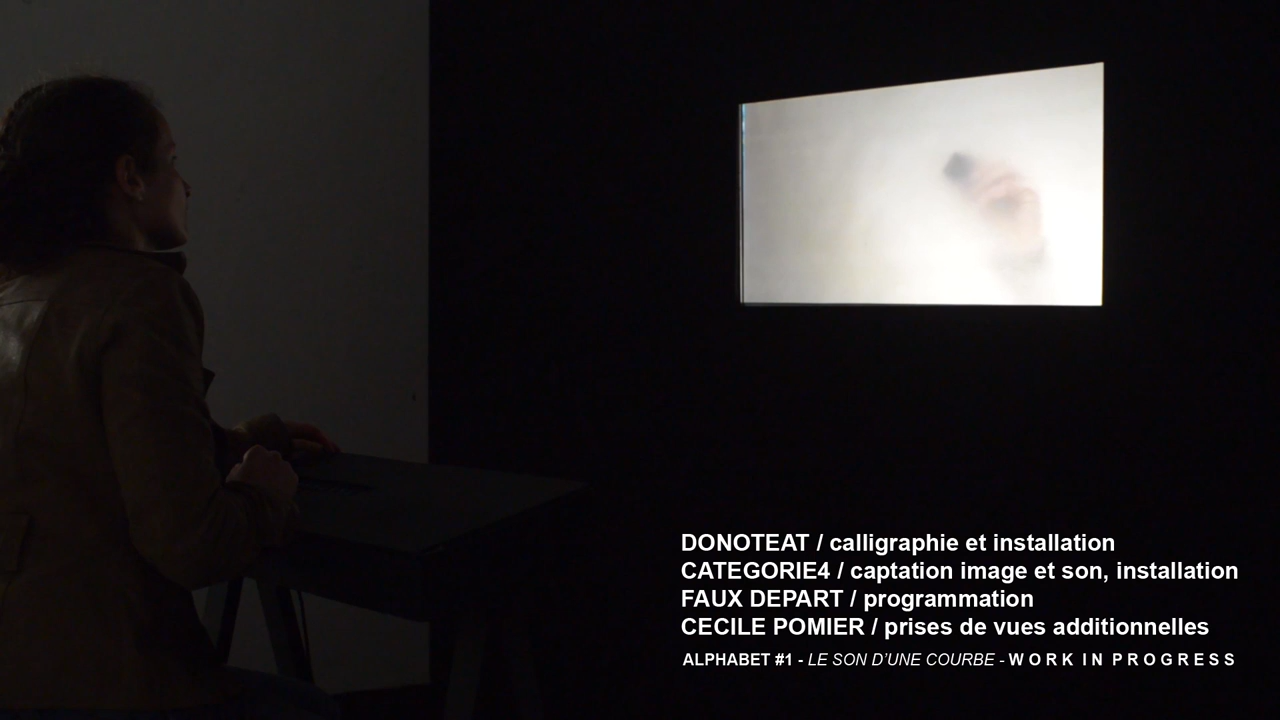 DONOTEAT / calligraphie et installation
CATEGORIE4 / captation image et son, installation
FAUX DEPART / programmation
CECILE POMIER / prises de vues additionnelles
ALPHABET #1 - LE SON D'UNE COURBE - WORK IN PROGRESS